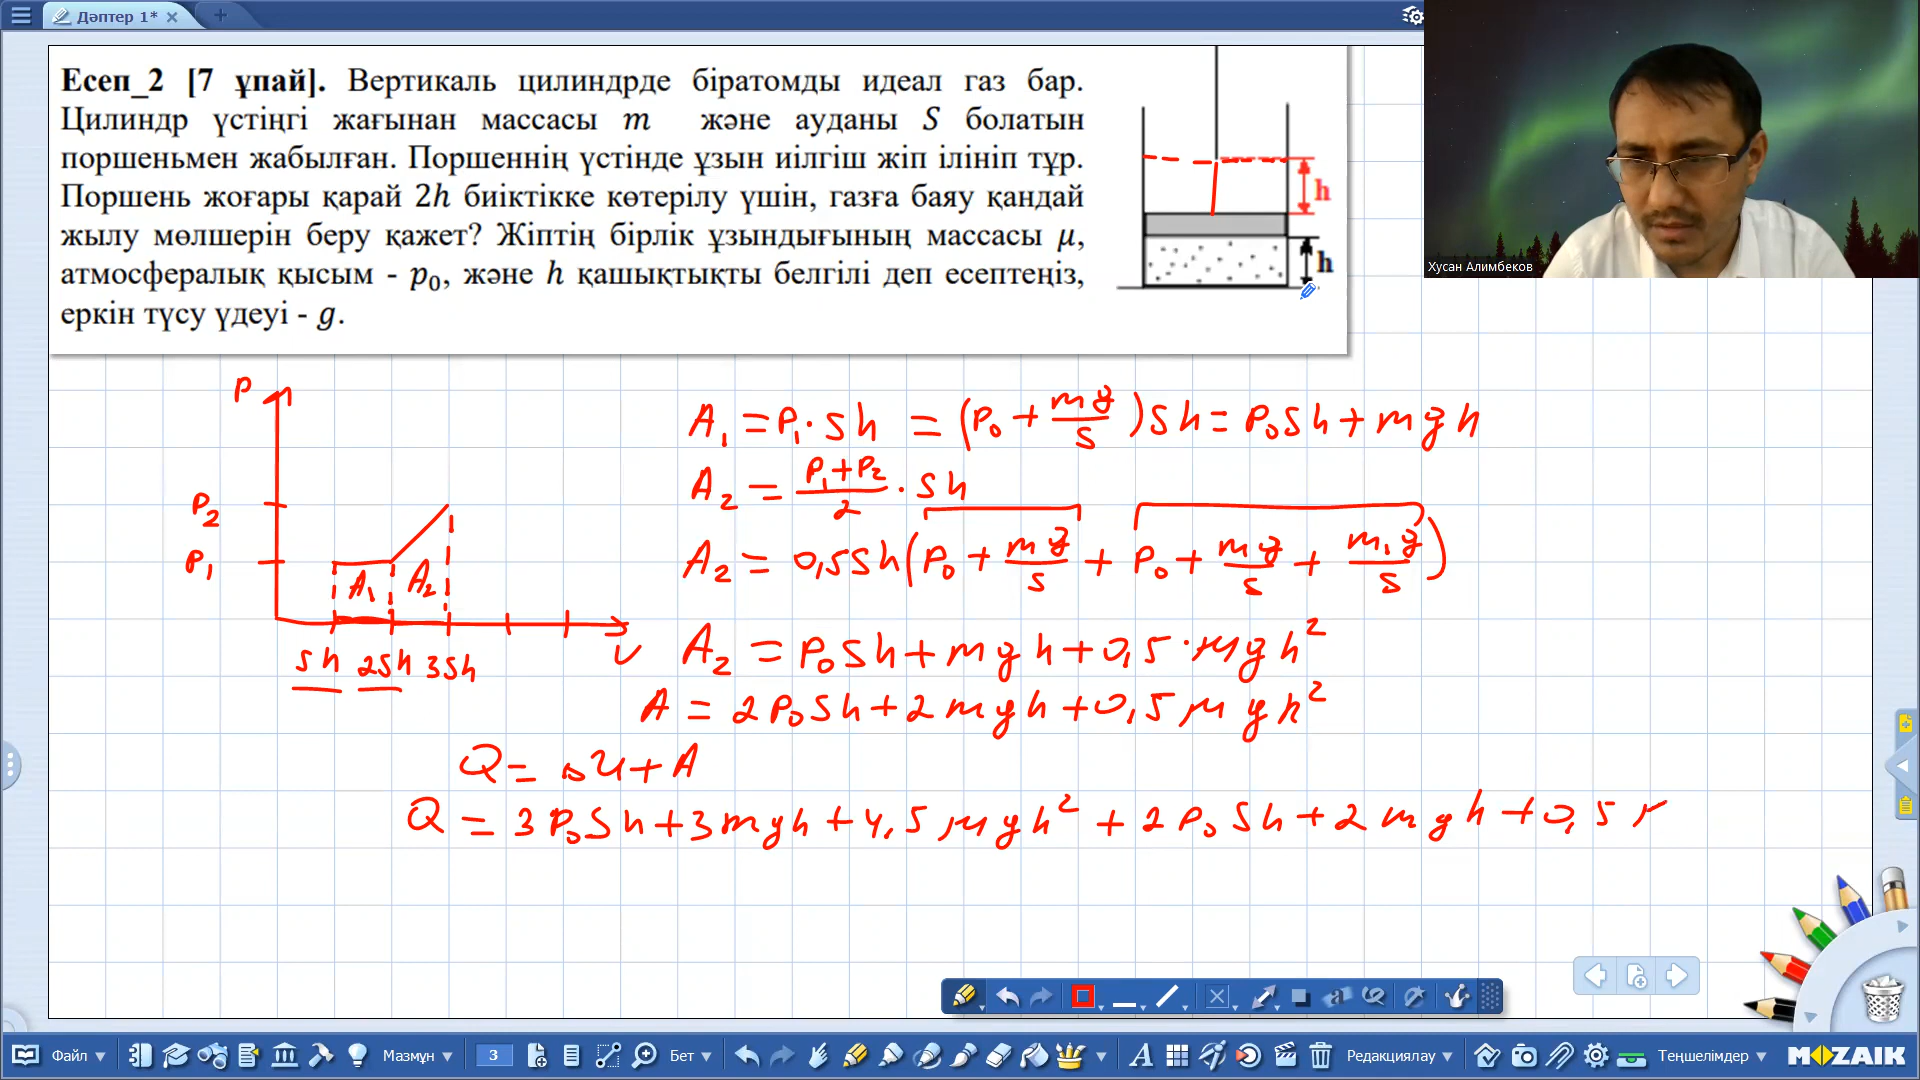 Дәптер 1*
Есеп_2 [7 ұпай]. Вертикаль цилиндрде біратомды идеал газ бар.
Цилиндр үстіңгі жағынан массасы m және ауданы S болатын
поршеньмен жабылған. Поршеннің үстінде ұзын иілгіш жіп ілініп тұр.
Поршень жоғары қарай 2h биіктікке көтерілу үшін, газға баяу қандай
жылу мөлшерін беру қажет? Жіптің бірлік ұзындығының массасы μ,
атмосфералық қысым - p₀, және h қашықтықты белгілі деп есептеңіз,
еркін түсу үдеуі - g.
h
h
Хусан Алимбеков
P
P₂
P₁
A₁ A₂
Sh 2Sh 3Sh V
A₁ = P₁ · Sh = (P₀ + mg/S) Sh = P₀Sh + mgh
A₂ = (P₁ + P₂)/2 · Sh
A₂ = 0,5Sh (P₀ + mg/S + P₀ + mg/S + m₁g/S)
A₂ = P₀Sh + mgh + 0,5 · μgh²
A = 2P₀Sh + 2mgh + 0,5μgh²
Q = ΔU + A
Q = 3P₀Sh + 3mgh + 4,5μgh² + 2P₀Sh + 2mgh + 0,5
Файл Мазмұн 3 Бет Редакциялау Теңшелімдер MOZAIK